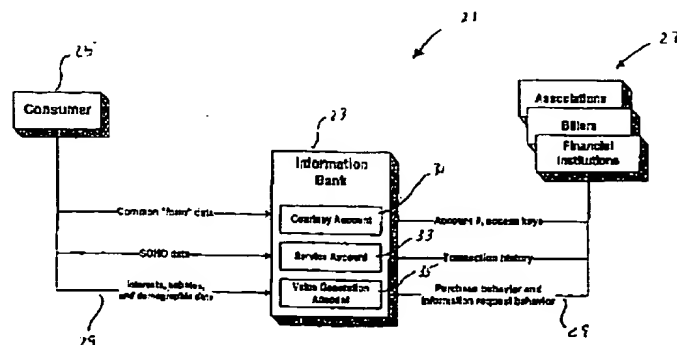 21
25
27
Consumer
Associations
Billers
Financial
Institutions
23
Information
Bank
31
Common "form" data
Courtesy Account
Account #, access keys
33
SOHO data
Service Account
Transaction history
35
Interests, hobbies,
and demographic data
Value Generation
Account
Purchase behavior and
information request behavior
29
29